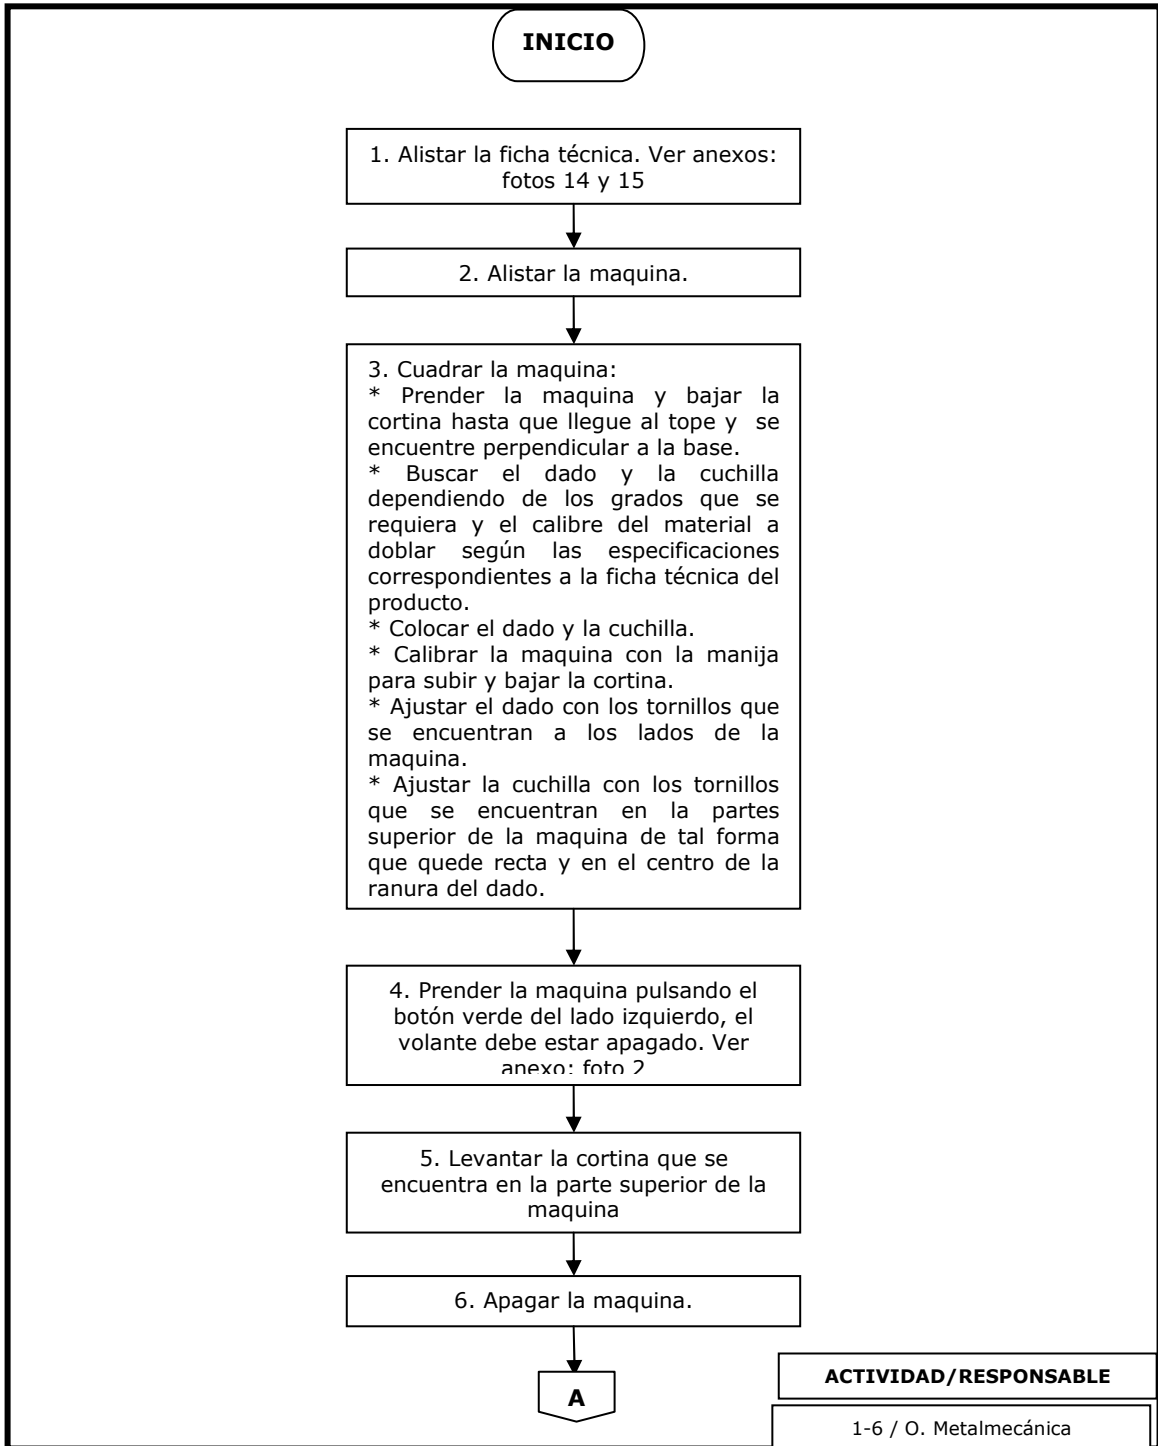 INICIO
1. Alistar la ficha técnica. Ver anexos:
fotos 14 y 15
2. Alistar la maquina.
3. Cuadrar la maquina:
* Prender la maquina y bajar la
cortina hasta que llegue al tope y se
encuentre perpendicular a la base.
* Buscar el dado y la cuchilla
dependiendo de los grados que se
requiera y el calibre del material a
doblar según las especificaciones
correspondientes a la ficha técnica del
producto.
* Colocar el dado y la cuchilla.
* Calibrar la maquina con la manija
para subir y bajar la cortina.
* Ajustar el dado con los tornillos que
se encuentran a los lados de la
maquina.
* Ajustar la cuchilla con los tornillos
que se encuentran en la partes
superior de la maquina de tal forma
que quede recta y en el centro de la
ranura del dado.
4. Prender la maquina pulsando el
botón verde del lado izquierdo, el
volante debe estar apagado. Ver
anexo: foto 2
5. Levantar la cortina que se
encuentra en la parte superior de la
maquina
6. Apagar la maquina.
A
ACTIVIDAD/RESPONSABLE
1-6 / O. Metalmecánica